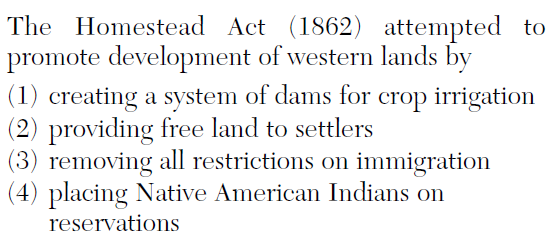 The Homestead Act (1862) attempted to
promote development of western lands by
(1) creating a system of dams for crop irrigation
(2) providing free land to settlers
(3) removing all restrictions on immigration
(4) placing Native American Indians on
reservations